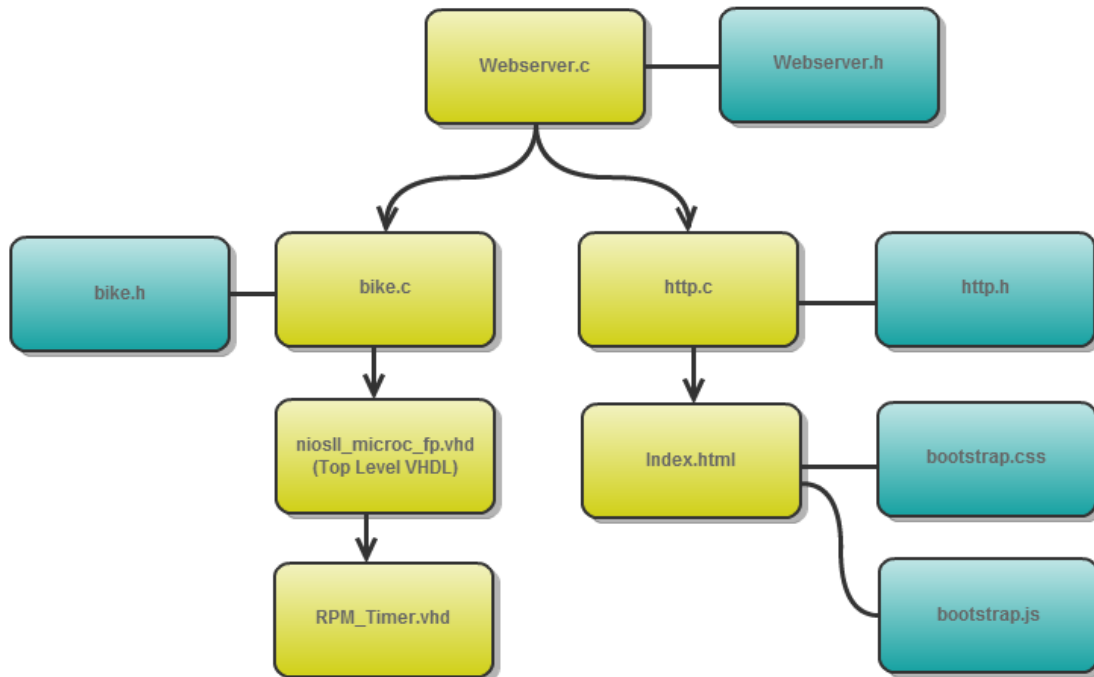 Webserver.c
Webserver.h
bike.h
bike.c
http.c
http.h
niosII_microc_fp.vhd
(Top Level VHDL)
Index.html
bootstrap.css
RPM_Timer.vhd
bootstrap.js